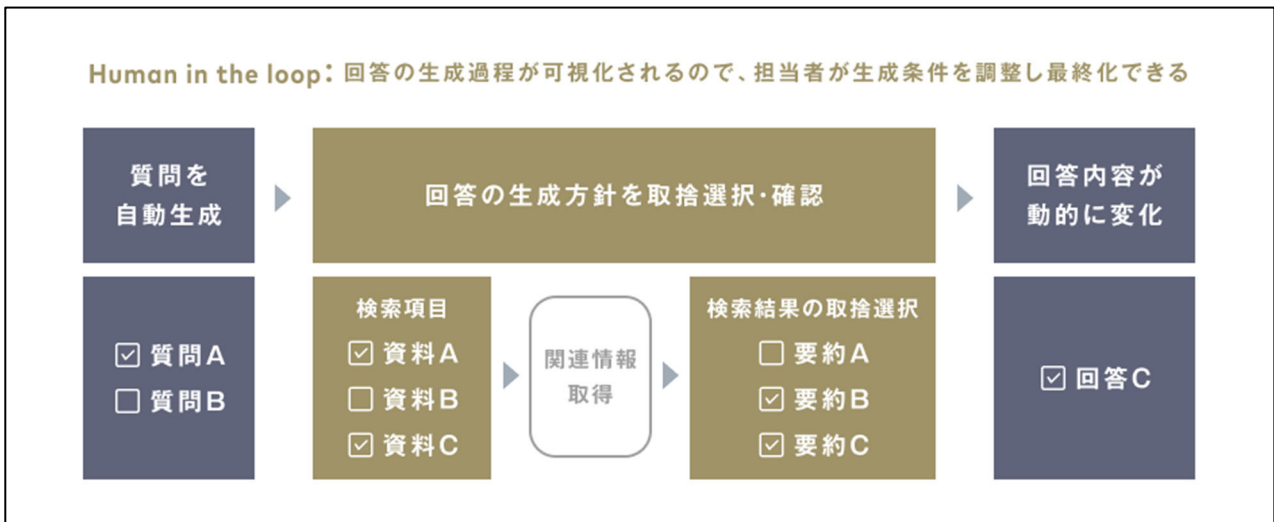 Human in the loop: 回答の生成過程が可視化されるので、担当者が生成条件を調整し最終化できる
質問を
自動生成
回答の生成方針を取捨選択・確認
回答内容が
動的に変化
質問A
質問B
検索項目
資料A
資料B
資料C
関連情報
取得
検索結果の取捨選択
要約A
要約B
要約C
回答C